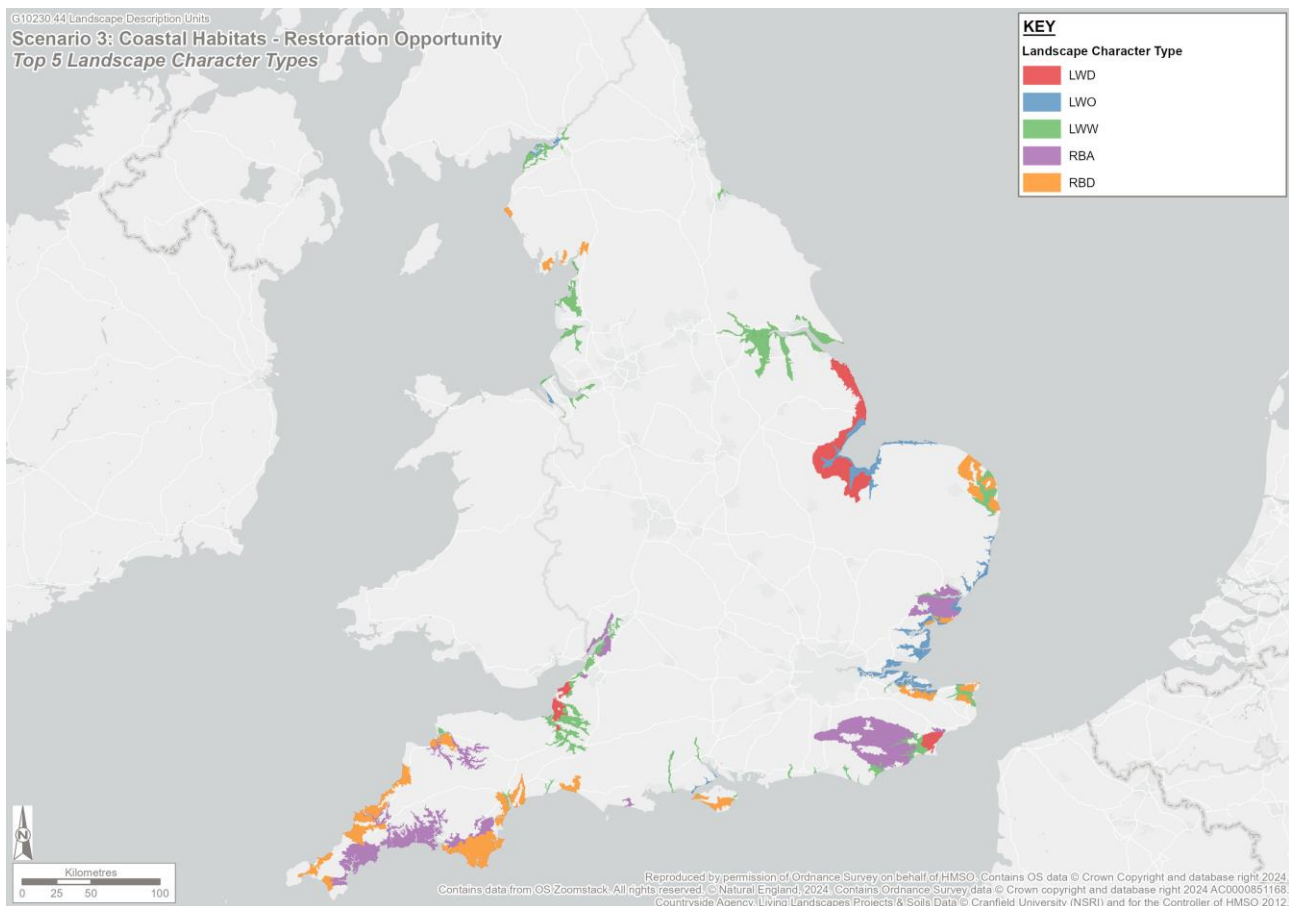 G10230.44 Landscape Description Units
Scenario 3: Coastal Habitats - Restoration Opportunity
Top 5 Landscape Character Types
KEY
Landscape Character Type
LWD
LWO
LWW
RBA
RBD
N
Kilometres
0 25 50 100
Reproduced by permission of Ordnance Survey on behalf of HMSO. Contains OS data © Crown Copyright and database right 2024.
Contains data from OS Zoomstack. All rights reserved. © Natural England, 2024. Contains Ordnance Survey data © Crown copyright and database right 2024 AC0000851168.
Countryside Agency, Living Landscapes Projects & Soils Data © Cranfield University (NSRI) and for the Controller of HMSO 2012.